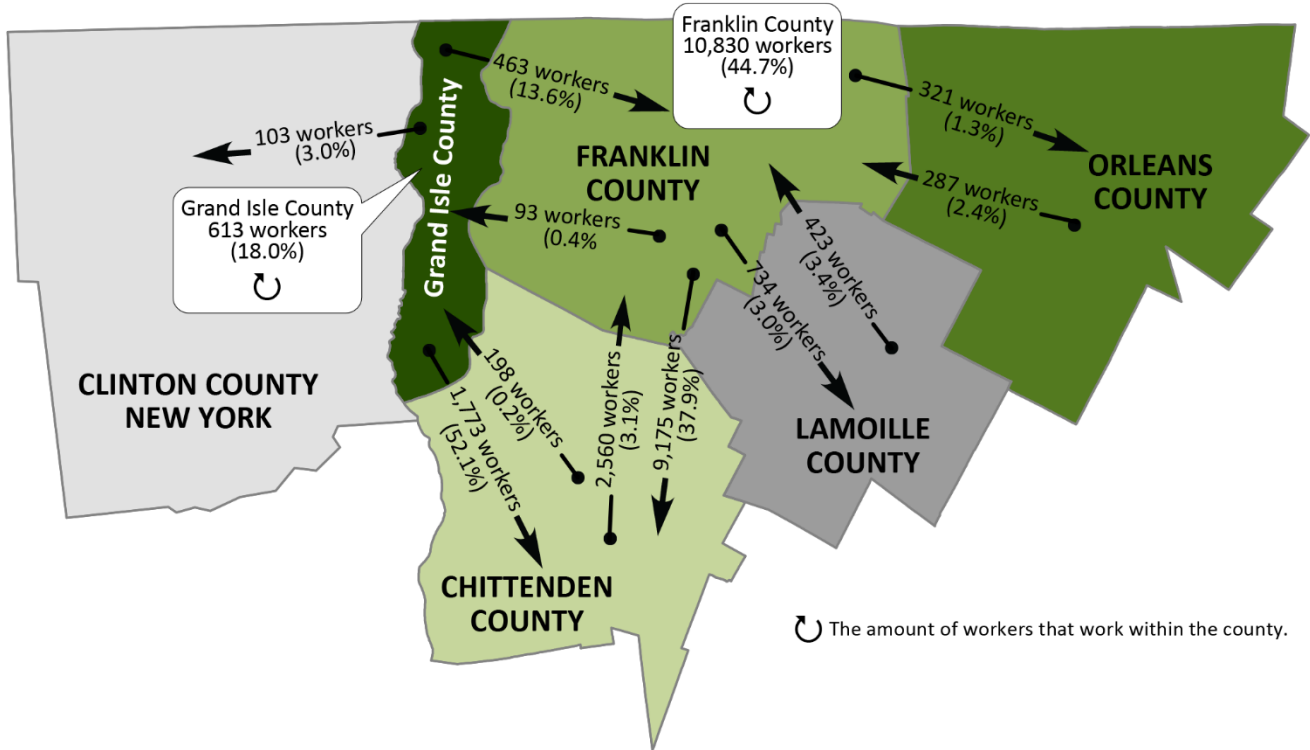 Franklin County
10,830 workers
(44.7%)
463 workers
(13.6%)
321 workers
(1.3%)
103 workers
(3.0%)
Grand Isle County
FRANKLIN
COUNTY
ORLEANS
COUNTY
287 workers
(2.4%)
Grand Isle County
613 workers
(18.0%)
93 workers
(0.4%
423 workers
(3.4%)
734 workers
(3.0%)
198 workers
(0.2%)
2,560 workers
(3.1%)
9,175 workers
(37.9%)
CLINTON COUNTY
NEW YORK
1,773 workers
(52.1%)
LAMOILLE
COUNTY
CHITTENDEN
COUNTY
The amount of workers that work within the county.